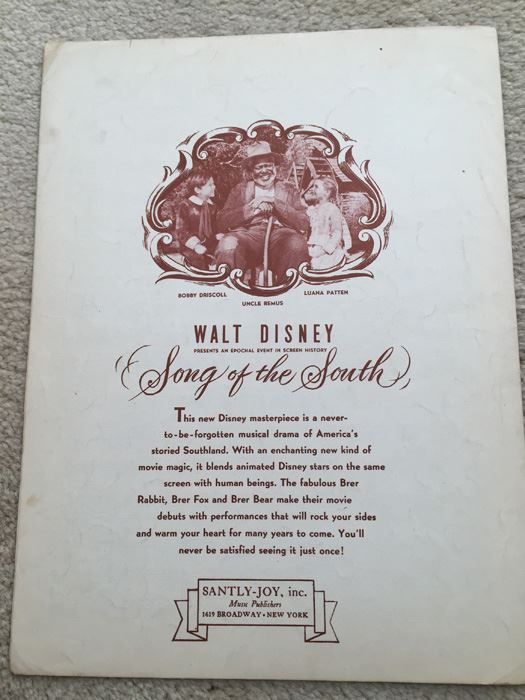 BOBBY DRISCOLL
UNCLE REMUS
LUANA PATTEN
WALT DISNEY
PRESENTS AN EPOCHAL EVENT IN SCREEN HISTORY
Song of the South
This new Disney masterpiece is a never-
to-be-forgotten musical drama of America's
storied Southland. With an enchanting new kind of
movie magic, it blends animated Disney stars on the same
screen with human beings. The fabulous Brer
Rabbit, Brer Fox and Brer Bear make their movie
debuts with performances that will rock your sides
and warm your heart for many years to come. You'll
never be satisfied seeing it just once!
SANTLY-JOY, inc.
Music Publishers
1619 BROADWAY • NEW YORK